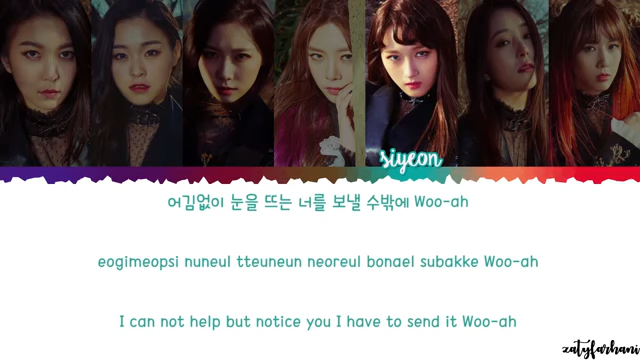 siyeon
어김없이 눈을 뜨는 너를 보낼 수밖에 Woo-ah
eogimeopsi nuneul tteuneun neoreul bonael subakke Woo-ah
I can not help but notice you I have to send it Woo-ah
zatyfarhani